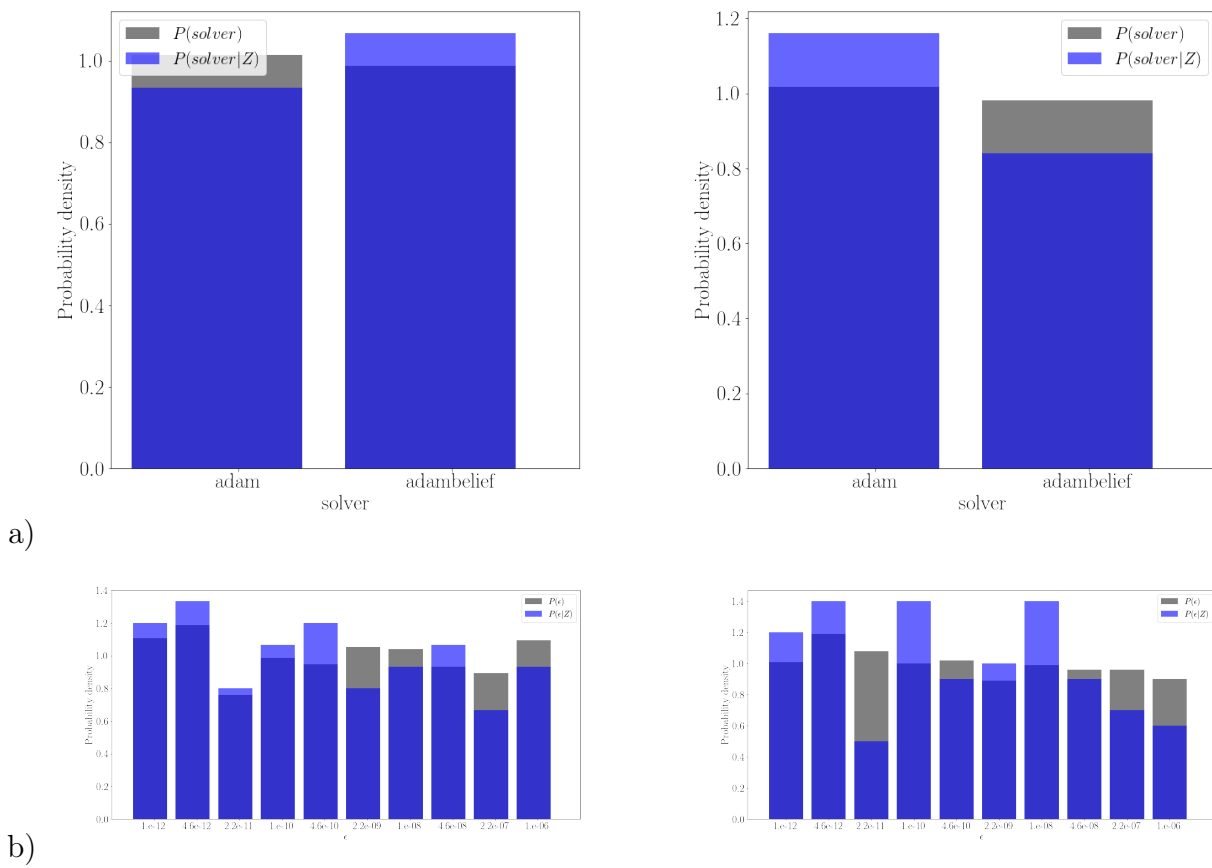 P(solver)
P(solver|Z)
1.0
0.8
0.6
0.4
0.2
0.0
Probability density
adam adambelief
solver
P(solver)
P(solver|Z)
1.2
1.0
0.8
0.6
0.4
0.2
0.0
Probability density
adam adambelief
solver
a)
P(ϵ)
P(ϵ|Z)
1.4
1.2
1.0
0.8
0.6
0.4
0.2
0.0
Probability density
1.e-12 4.6e-12 2.2e-11 1.e-10 4.6e-10 2.2e-09 1.e-08 4.6e-08 2.2e-07 1.e-06
ϵ
P(ϵ)
P(ϵ|Z)
1.4
1.2
1.0
0.8
0.6
0.4
0.2
0.0
Probability density
1.e-12 4.6e-12 2.2e-11 1.e-10 4.6e-10 2.2e-09 1.e-08 4.6e-08 2.2e-07 1.e-06
ϵ
b)